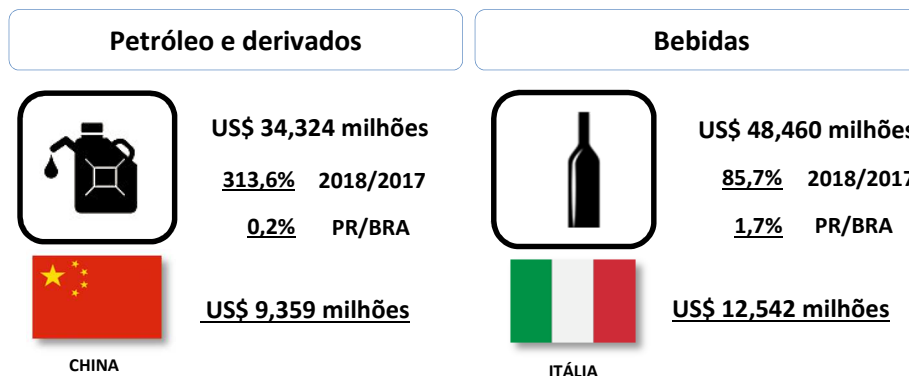 Petróleo e derivados
US$ 34,324 milhões
313,6% 2018/2017
0,2% PR/BRA
US$ 9,359 milhões
CHINA
Bebidas
US$ 48,460 milhões
85,7% 2018/2017
1,7% PR/BRA
US$ 12,542 milhões
ITÁLIA